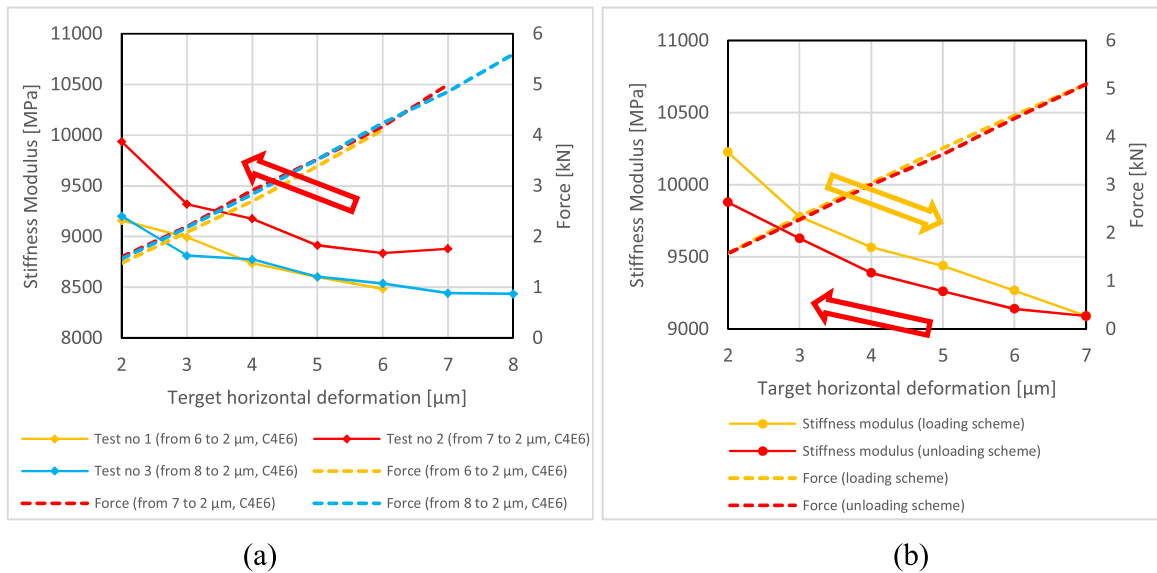 11000
10500
10000
9500
9000
8500
8000
Stiffness Modulus [MPa]
6
5
4
3
2
1
0
Force [kN]
2 3 4 5 6 7 8
Terget horizontal deformation [µm]
Test no 1 (from 6 to 2 µm, C4E6)
Test no 2 (from 7 to 2 µm, C4E6)
Test no 3 (from 8 to 2 µm, C4E6)
Force (from 6 to 2 µm, C4E6)
Force (from 7 to 2 µm, C4E6)
Force (from 8 to 2 µm, C4E6)
(a)
11000
10500
10000
9500
9000
Stiffness Modulus [MPa]
6
5
4
3
2
1
0
Force [kN]
2 3 4 5 6 7
Target horizontal deformation [µm]
Stiffness modulus (loading scheme)
Stiffness modulus (unloading scheme)
Force (loading scheme)
Force (unloading scheme)
(b)